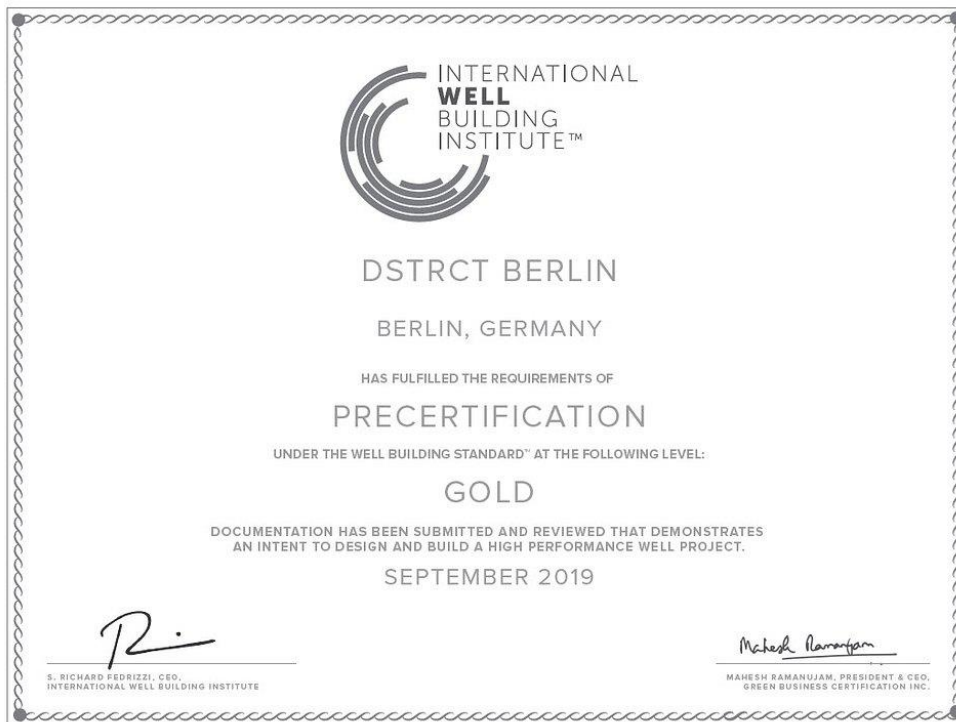 INTERNATIONAL
WELL
BUILDING
INSTITUTE™
DSTRCT BERLIN
BERLIN, GERMANY
HAS FULFILLED THE REQUIREMENTS OF
PRECERTIFICATION
UNDER THE WELL BUILDING STANDARD™ AT THE FOLLOWING LEVEL:
GOLD
DOCUMENTATION HAS BEEN SUBMITTED AND REVIEWED THAT DEMONSTRATES
AN INTENT TO DESIGN AND BUILD A HIGH PERFORMANCE WELL PROJECT.
SEPTEMBER 2019
S. RICHARD FEDRIZZI, CEO,
INTERNATIONAL WELL BUILDING INSTITUTE
Mahesh Ramanujam
MAHESH RAMANUJAM, PRESIDENT & CEO,
GREEN BUSINESS CERTIFICATION INC.